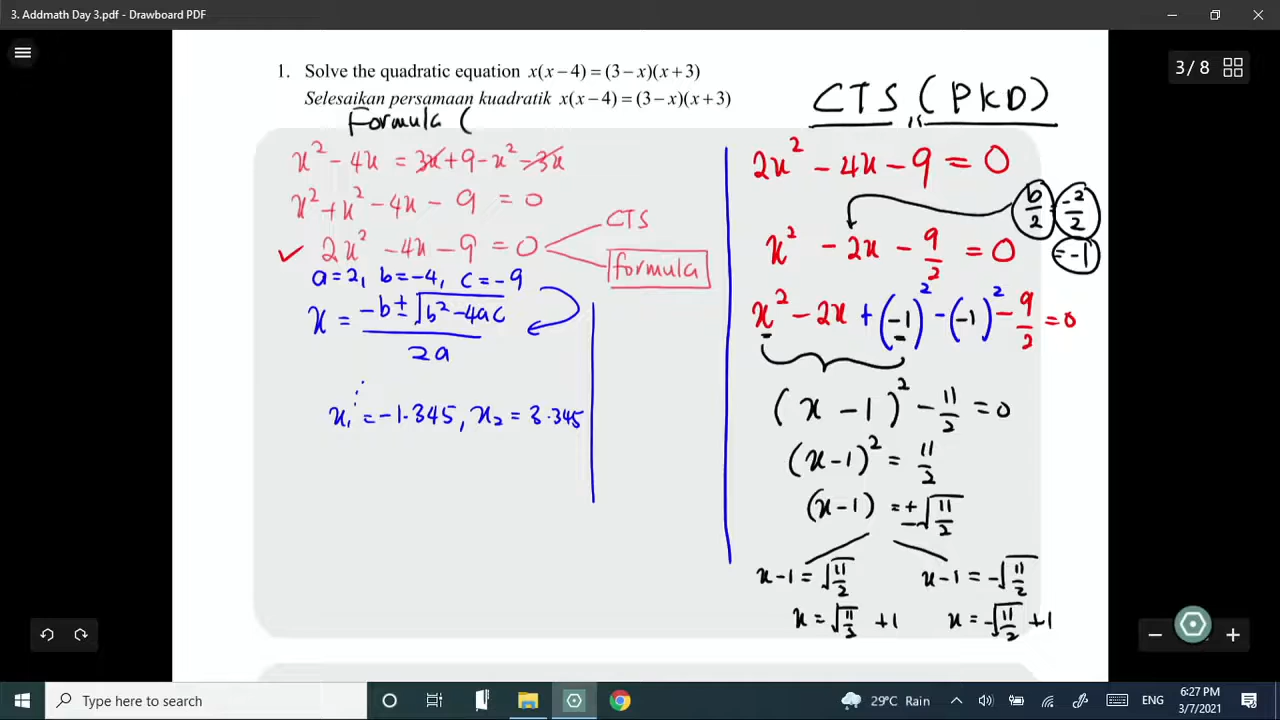 3. Addmath Day 3.pdf - Drawboard PDF
3 / 8
1. Solve the quadratic equation x(x − 4) = (3 − x)(x + 3)
Selesaikan persamaan kuadratik x(x − 4) = (3 − x)(x + 3)
Formula (
x² - 4x = 3x + 9 - x² - 3x
x² + x² - 4x - 9 = 0
2x² - 4x - 9 = 0
CTS
formula
a = 2, b = -4, c = -9
x = -b ± √b² - 4ac
2a
x₁ = -1.345, x₂ = 3.345
CTS (PKD)
2x² - 4x - 9 = 0
b/2 = -2/2
= -1
x² - 2x - 9/2 = 0
x² - 2x + (-1)² - (-1)² - 9/2 = 0
(x - 1)² - 11/2 = 0
(x - 1)² = 11/2
(x - 1) = ±√11/2
x - 1 = √11/2 x - 1 = -√11/2
x = √11/2 + 1 x = -√11/2 + 1
Type here to search
29°C Rain
ENG
6:27 PM
3/7/2021